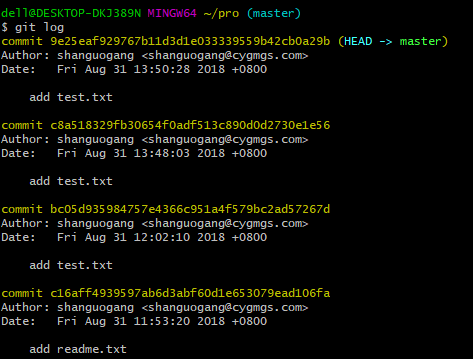 dell@DESKTOP-DKJ389N MINGW64 ~/pro (master)
$ git log
commit 9e25eaf929767b11d3d1e033339559b42cb0a29b (HEAD -> master)
Author: shanguogang <shanguogang@cygmgs.com>
Date:   Fri Aug 31 13:50:28 2018 +0800

    add test.txt

commit c8a518329fb30654f0adf513c890d0d2730e1e56
Author: shanguogang <shanguogang@cygmgs.com>
Date:   Fri Aug 31 13:48:03 2018 +0800

    add test.txt

commit bc05d935984757e4366c951a4f579bc2ad57267d
Author: shanguogang <shanguogang@cygmgs.com>
Date:   Fri Aug 31 12:02:10 2018 +0800

    add test.txt

commit c16aff4939597ab6d3abf60d1e653079ead106fa
Author: shanguogang <shanguogang@cygmgs.com>
Date:   Fri Aug 31 11:53:20 2018 +0800

    add readme.txt